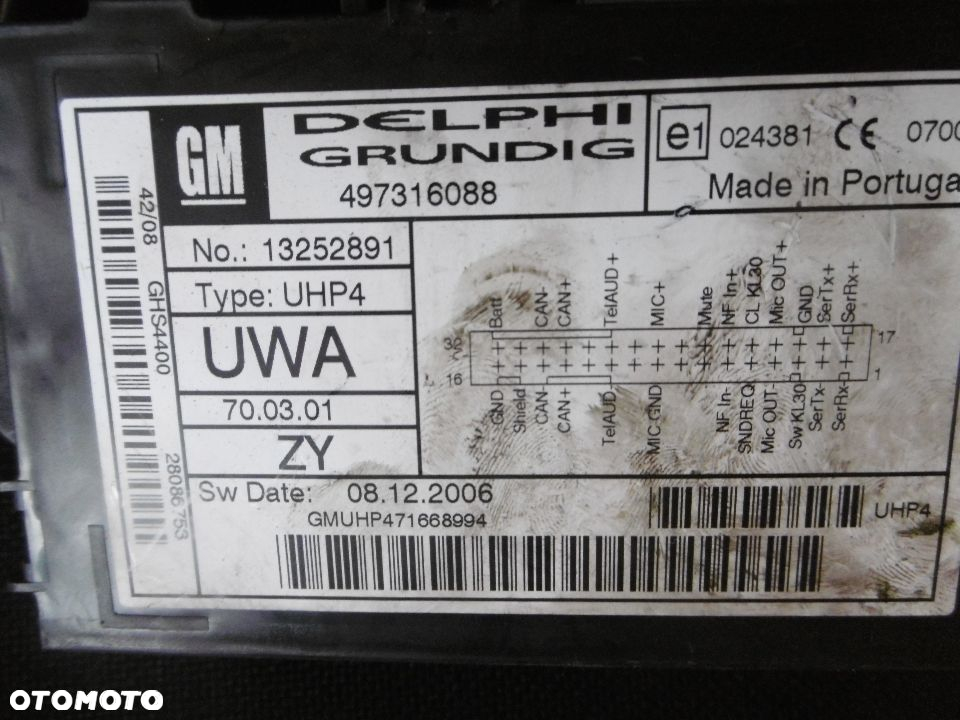 GM
DELPHI
GRUNDIG
497316088
e1 024381 CE
Made in
No.: 13252891
Type: UHP4
UWA
70.03.01
ZY
Sw Date: 08.12.2006
GMUHP471668994
UHP4
42/08 GHS4400 28086753
Batt CAN- CAN+ TelAUD+ MIC+ Mute NF In+ CL KL30 Mic OUT+ GND SerTx+ SerRx+
17
16 1
GND Shield CAN- CAN+ TelAUD- MIC-GND NF In- SNDREQ Mic OUT- Sw KL30 SerTx- SerRx-
OTOMOTO